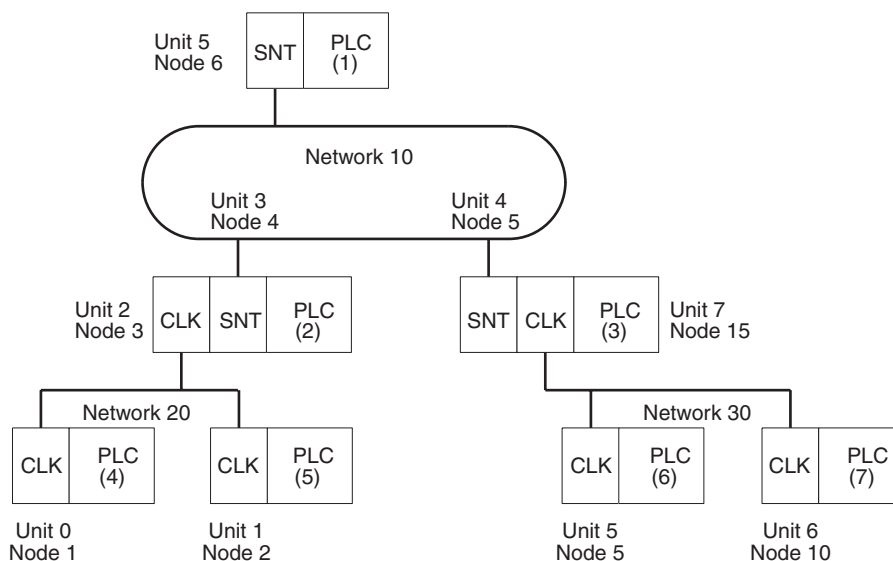 Unit 5
Node 6
SNT
PLC
(1)
Network 10
Unit 3
Node 4
Unit 4
Node 5
Unit 2
Node 3
CLK
SNT
PLC
(2)
SNT
CLK
PLC
(3)
Unit 7
Node 15
Network 20
Network 30
CLK
PLC
(4)
CLK
PLC
(5)
CLK
PLC
(6)
CLK
PLC
(7)
Unit 0
Node 1
Unit 1
Node 2
Unit 5
Node 5
Unit 6
Node 10